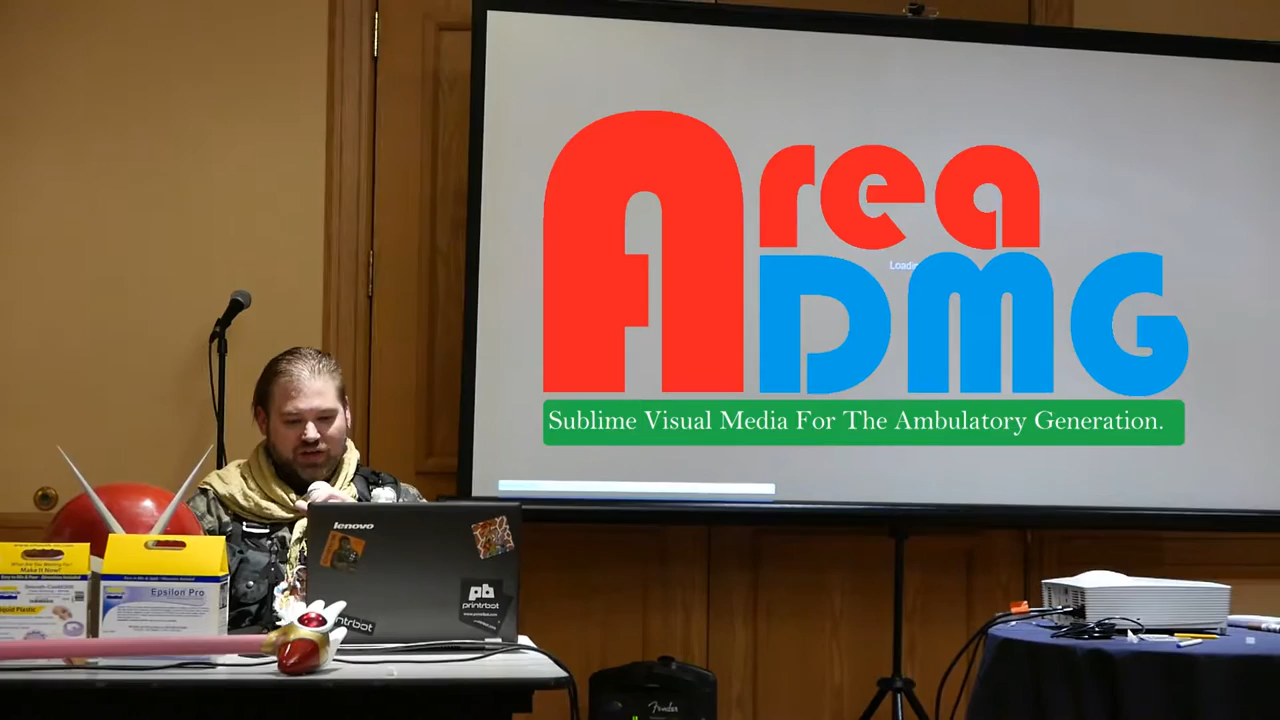 Area
DMG
Sublime Visual Media For The Ambulatory Generation.
lenovo
pb
printrbot
Make It Now!
Epsilon Pro
Liquid Plastic
ntrbot
Fender